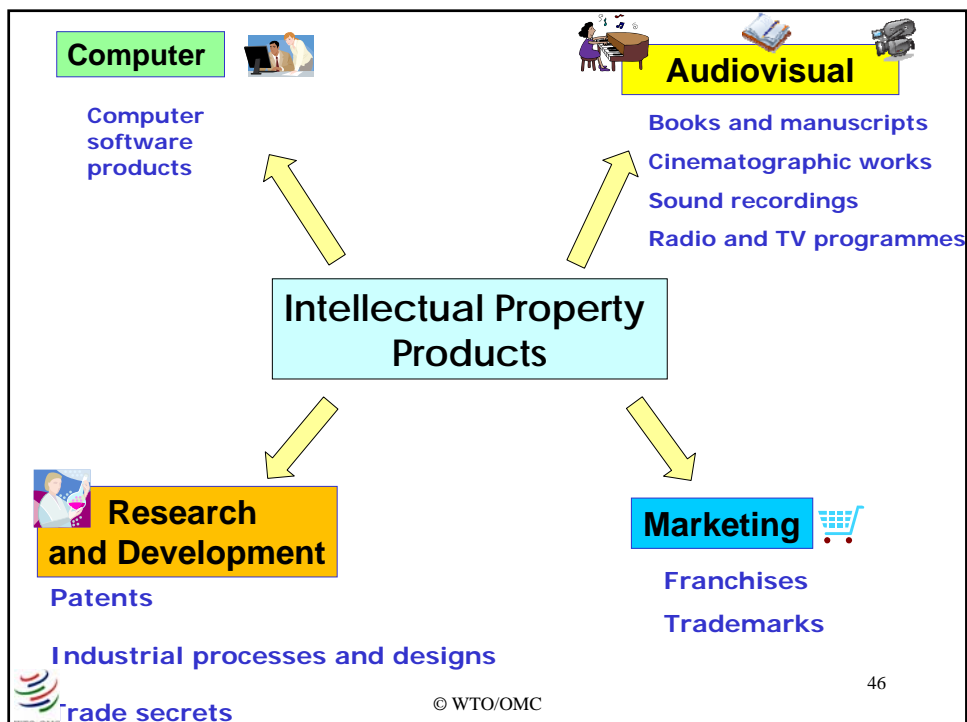 Computer
Computer
software
products
Audiovisual
Books and manuscripts
Cinematographic works
Sound recordings
Radio and TV programmes
Intellectual Property
Products
Research
and Development
Patents
Industrial processes and designs
Trade secrets
Marketing
Franchises
Trademarks
© WTO/OMC
46